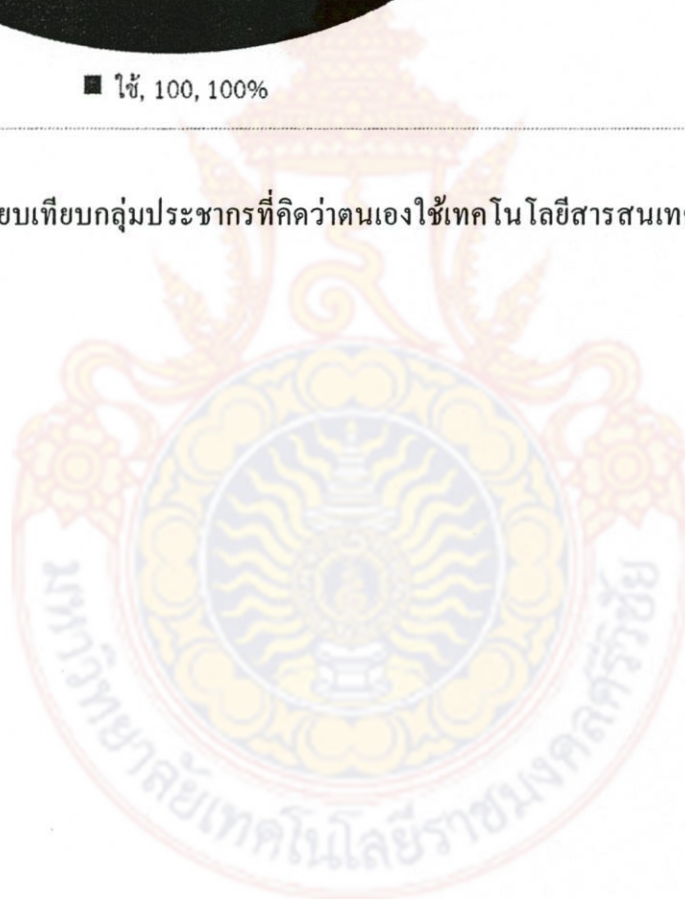 ใช้, 100, 100%
ยบเทียบกลุ่มประชากรที่คิดว่าตนเองใช้เทคโนโลยีสารสนเท
มหาวิทยาลัยเทคโนโลยีราชมงคลศรีวิชัย